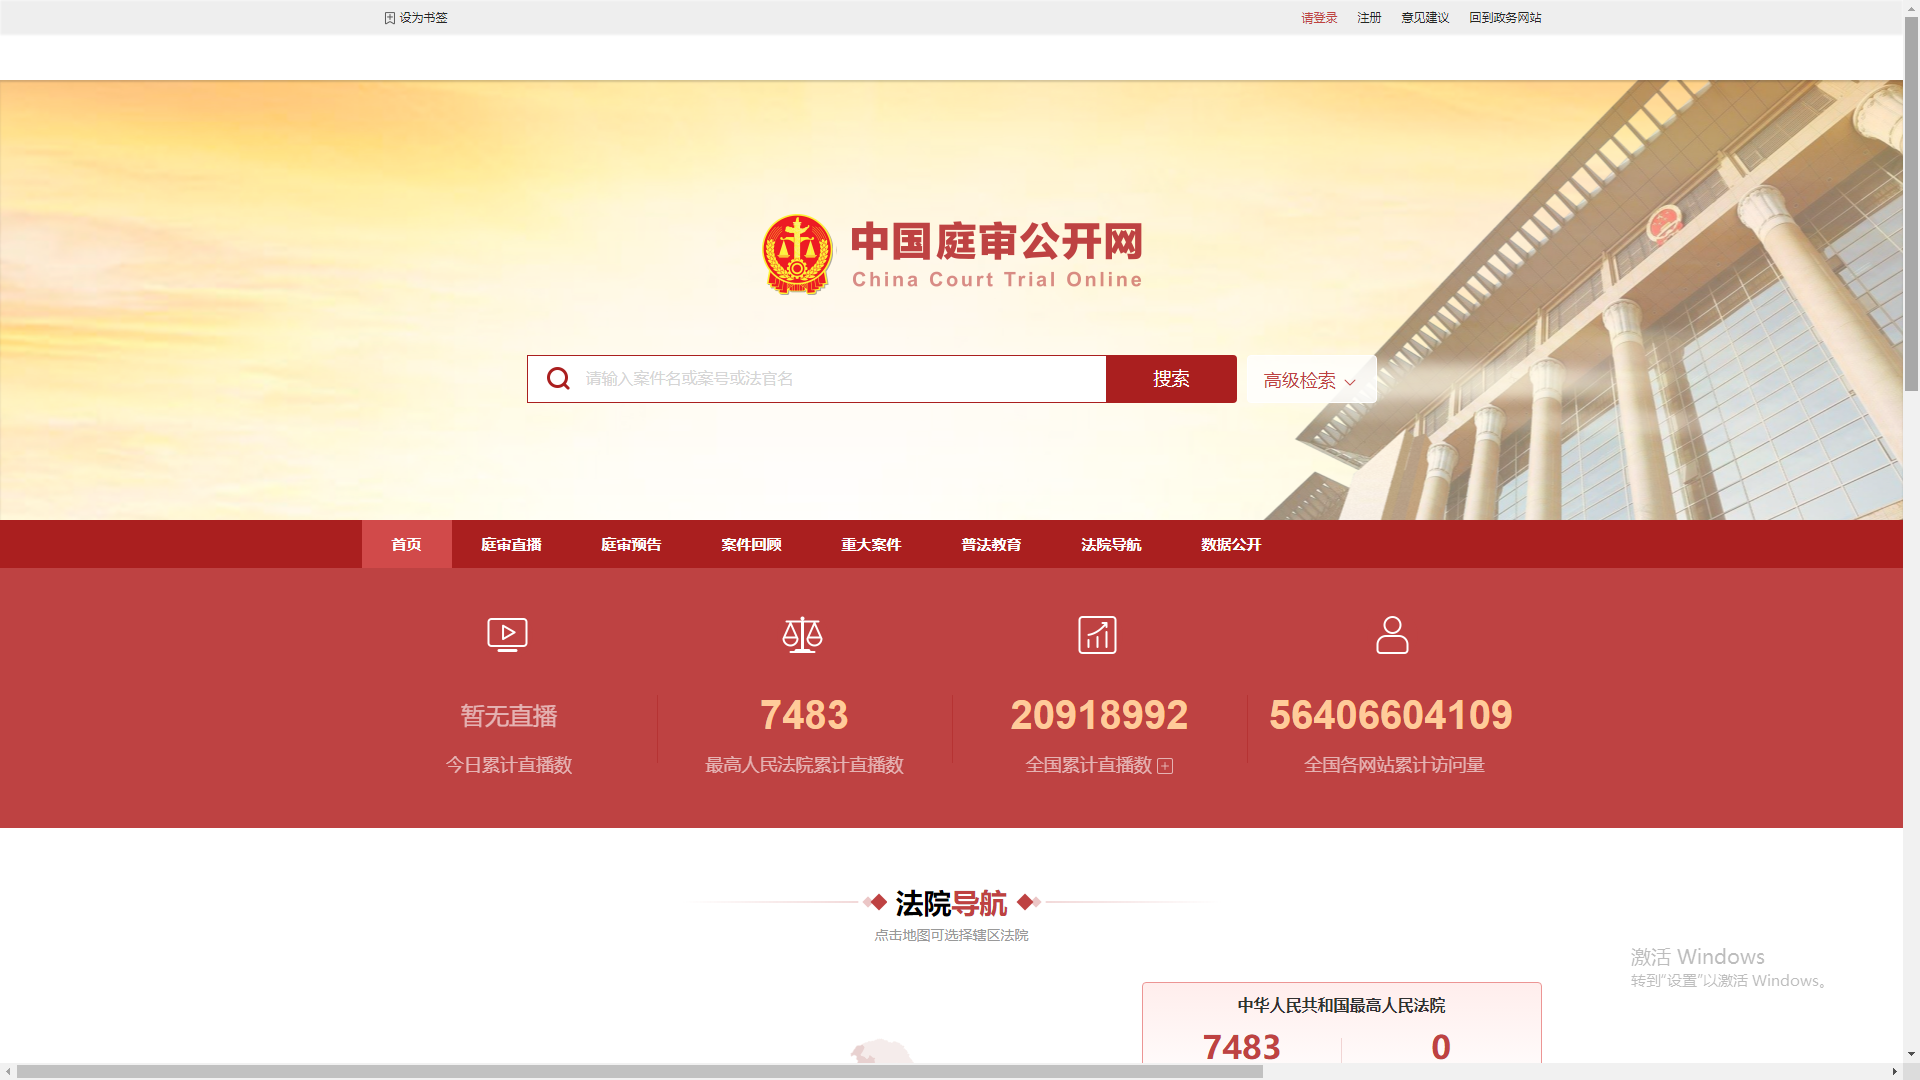 设为书签
请登录 注册 意见建议 回到政务网站
中国庭审公开网
China Court Trial Online
请输入案件名或案号或法官名 搜索 高级检索
首页 庭审直播 庭审预告 案件回顾 重大案件 普法教育 法院导航 数据公开
暂无直播 7483 20918992 56406604109
今日累计直播数 最高人民法院累计直播数 全国累计直播数 全国各网站累计访问量
法院导航
点击地图可选择辖区法院
激活 Windows
转到“设置”以激活 Windows。
中华人民共和国最高人民法院
7483 0